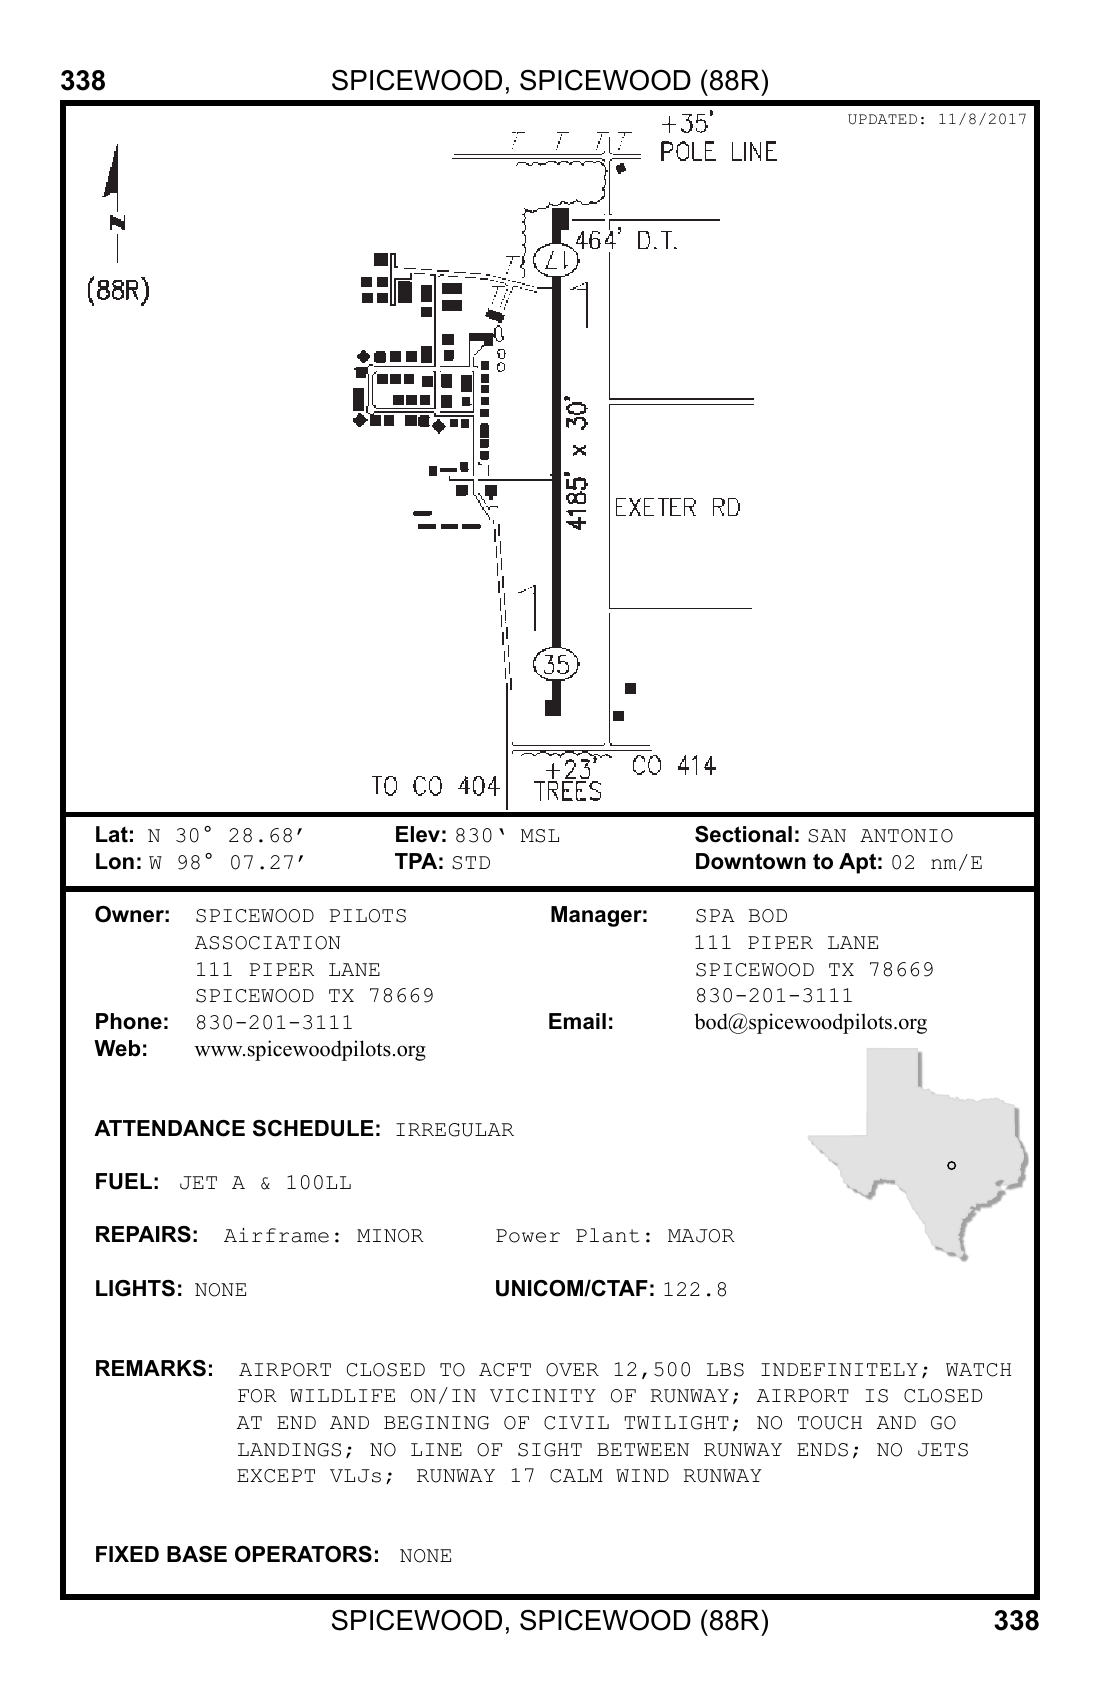 338 SPICEWOOD, SPICEWOOD (88R)
UPDATED: 11/8/2017
+35'
POLE LINE
N
(88R)
464' D.T.
17
4185' x 30'
EXETER RD
35
+23'
TREES
CO 414
TO CO 404
Lat: N 30° 28.68′ Elev: 830‘ MSL Sectional: SAN ANTONIO
Lon: W 98° 07.27′ TPA: STD Downtown to Apt: 02 nm/E
Owner: SPICEWOOD PILOTS Manager: SPA BOD
ASSOCIATION 111 PIPER LANE
111 PIPER LANE SPICEWOOD TX 78669
SPICEWOOD TX 78669 830-201-3111
Phone: 830-201-3111 Email: bod@spicewoodpilots.org
Web: www.spicewoodpilots.org
ATTENDANCE SCHEDULE: IRREGULAR
FUEL: JET A & 100LL
REPAIRS: Airframe: MINOR Power Plant: MAJOR
LIGHTS: NONE UNICOM/CTAF: 122.8
REMARKS: AIRPORT CLOSED TO ACFT OVER 12,500 LBS INDEFINITELY; WATCH
FOR WILDLIFE ON/IN VICINITY OF RUNWAY; AIRPORT IS CLOSED
AT END AND BEGINING OF CIVIL TWILIGHT; NO TOUCH AND GO
LANDINGS; NO LINE OF SIGHT BETWEEN RUNWAY ENDS; NO JETS
EXCEPT VLJs; RUNWAY 17 CALM WIND RUNWAY
FIXED BASE OPERATORS: NONE
SPICEWOOD, SPICEWOOD (88R) 338